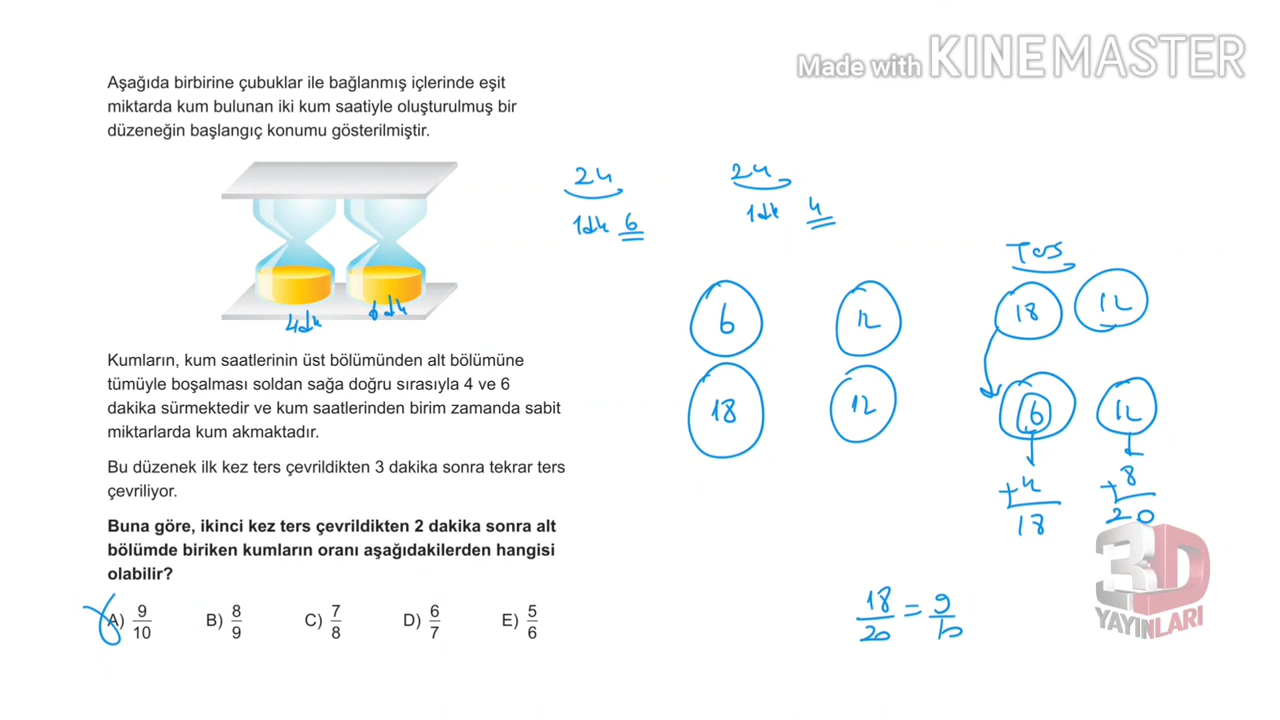 Made with KINEMASTER
Aşağıda birbirine çubuklar ile bağlanmış içlerinde eşit
miktarda kum bulunan iki kum saatiyle oluşturulmuş bir
düzeneğin başlangıç konumu gösterilmiştir.
24
1dk 6
24
1dk 4
4dk
6dk
Kumların, kum saatlerinin üst bölümünden alt bölümüne
tümüyle boşalması soldan sağa doğru sırasıyla 4 ve 6
dakika sürmektedir ve kum saatlerinden birim zamanda sabit
miktarlarda kum akmaktadır.
Bu düzenek ilk kez ters çevrildikten 3 dakika sonra tekrar ters
çevriliyor.
Buna göre, ikinci kez ters çevrildikten 2 dakika sonra alt
bölümde biriken kumların oranı aşağıdakilerden hangisi
olabilir?
A) 9/10 B) 8/9 C) 7/8 D) 6/7 E) 5/6
6 12
18 12
Ters
18 12
6 12
+8
18 20
18/20 = 9/10
3D
YAYINLARI